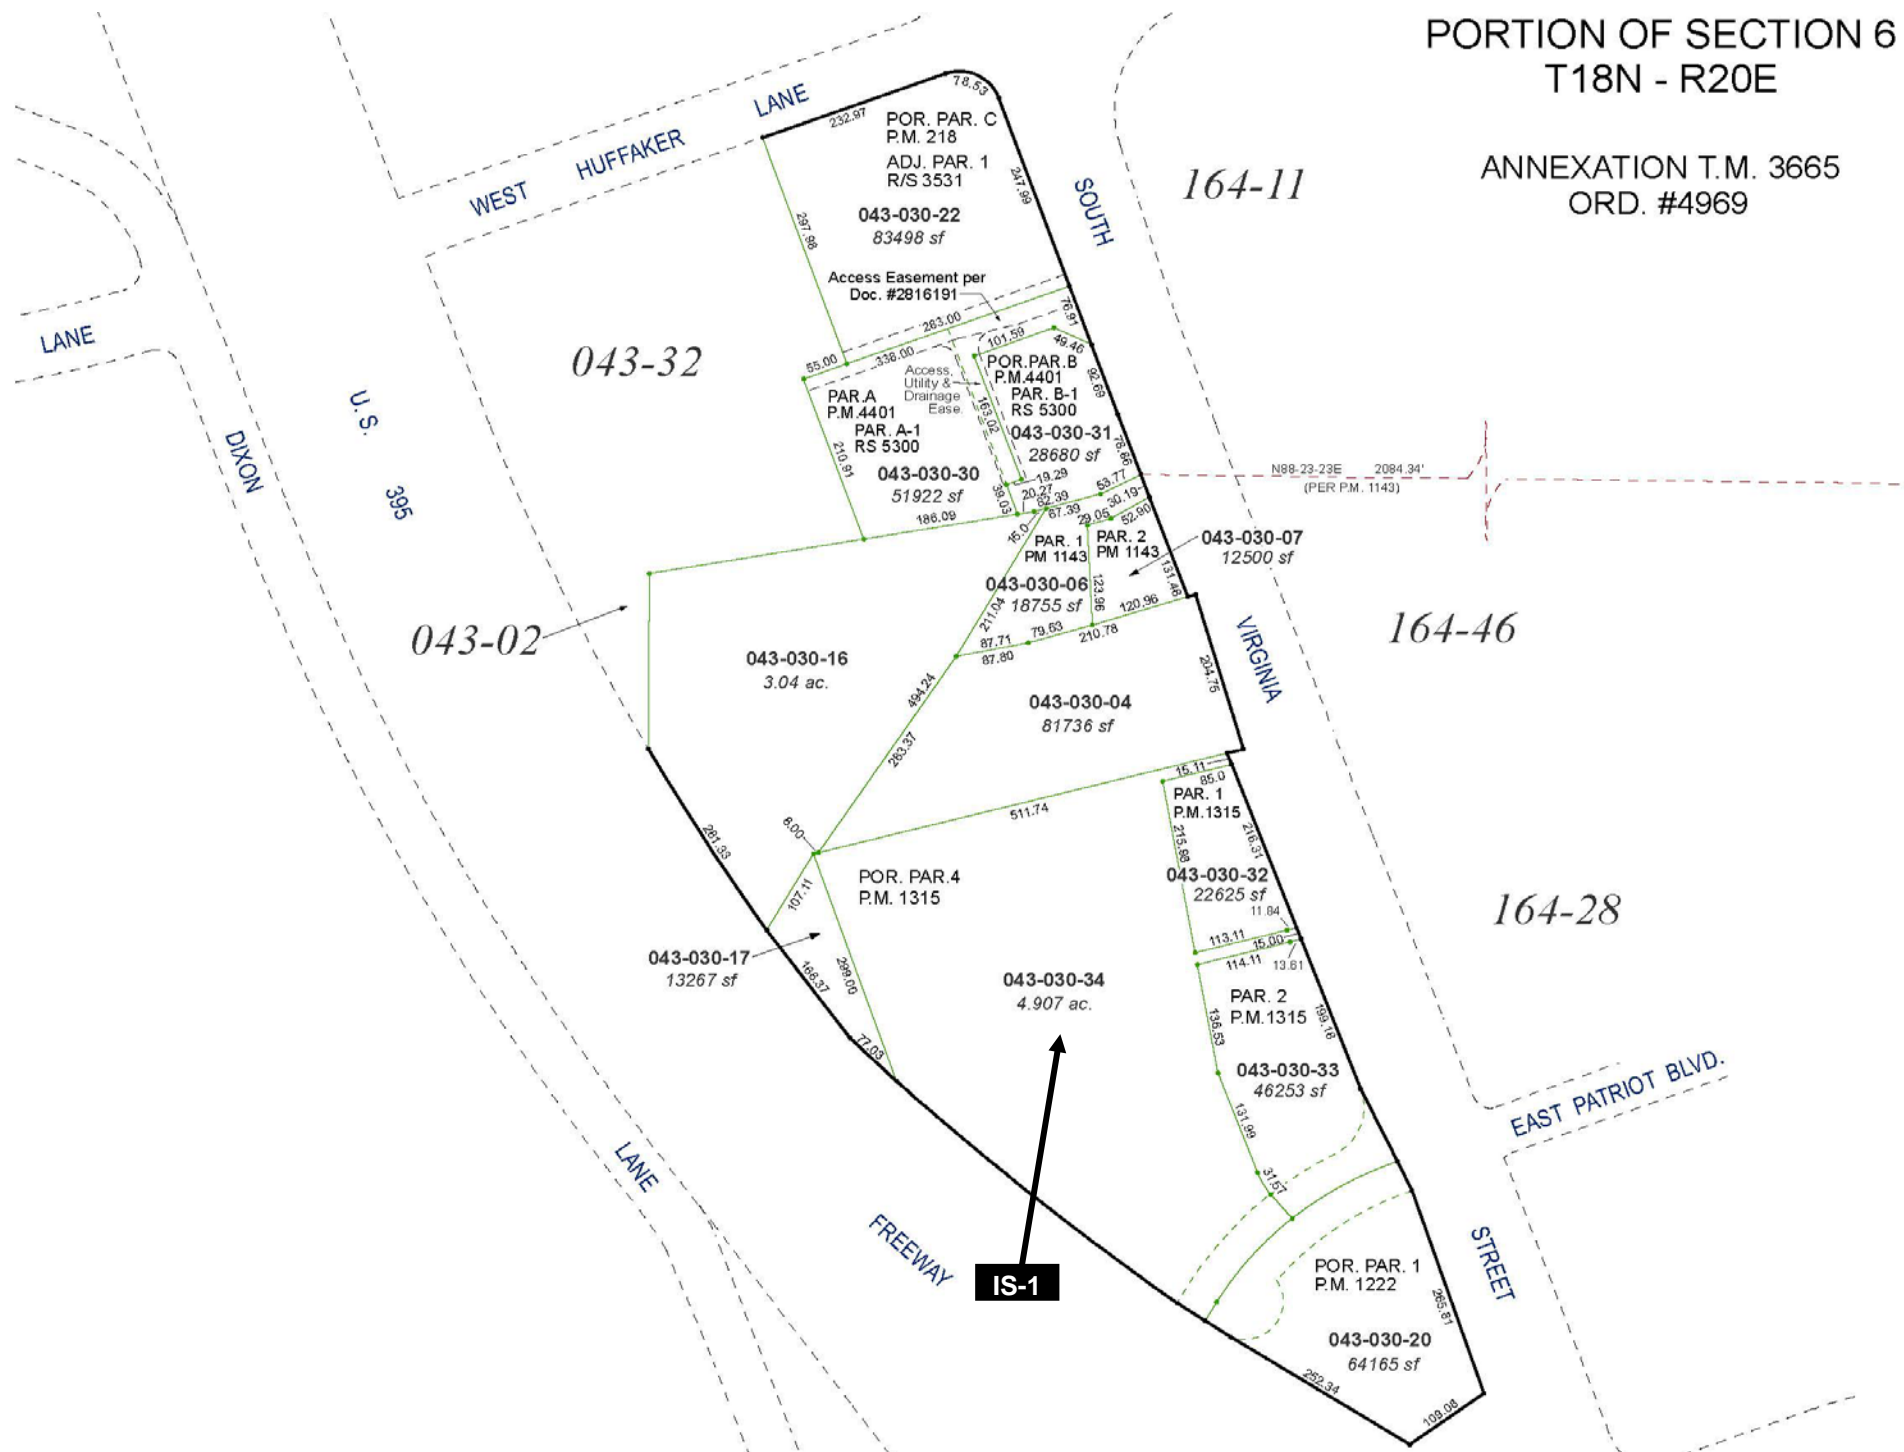 PORTION OF SECTION 6
T18N - R20E
ANNEXATION T.M. 3665
ORD. #4969
WEST HUFFAKER LANE
78.53
232.97
POR. PAR. C
P.M. 218
ADJ. PAR. 1
R/S 3531
043-030-22
83498 sf
247.99
297.98
SOUTH
164-11
Access Easement per
Doc. #2816191
283.00
76.91
LANE
043-32
55.00
338.00
101.59
49.46
Access,
Utility &
Drainage
Ease.
POR.PAR.B
P.M.4401
PAR. B-1
RS 5300
043-030-31
28680 sf
92.69
PAR.A
P.M.4401
PAR. A-1
RS 5300
043-030-30
51922 sf
163.02
210.91
78.66
U.S.
395
DIXON
N88-23-23E 2084.34'
(PER P.M. 1143)
19.29
20.27
39.03
82.39
53.77
87.39
30.19
29.05
52.90
186.09
15.0
PAR. 1
PM 1143
PAR. 2
PM 1143
043-030-07
12500 sf
043-030-06
18755 sf
123.96
131.46
211.04
120.96
79.63
87.71
210.78
87.80
043-02
164-46
VIRGINIA
043-030-16
3.04 ac.
204.75
494.24
043-030-04
81736 sf
263.37
15.11
85.0
PAR. 1
P.M.1315
511.74
8.00
281.33
216.31
215.98
POR. PAR.4
P.M. 1315
107.11
043-030-32
22625 sf
164-28
11.84
113.11
15.00
114.11
13.61
043-030-17
13267 sf
168.37
299.00
043-030-34
4.907 ac.
PAR. 2
P.M.1315
136.53
199.16
77.03
043-030-33
46253 sf
EAST PATRIOT BLVD.
131.99
31.67
LANE
FREEWAY
IS-1
STREET
POR. PAR. 1
P.M. 1222
265.81
043-030-20
64165 sf
252.34
109.08